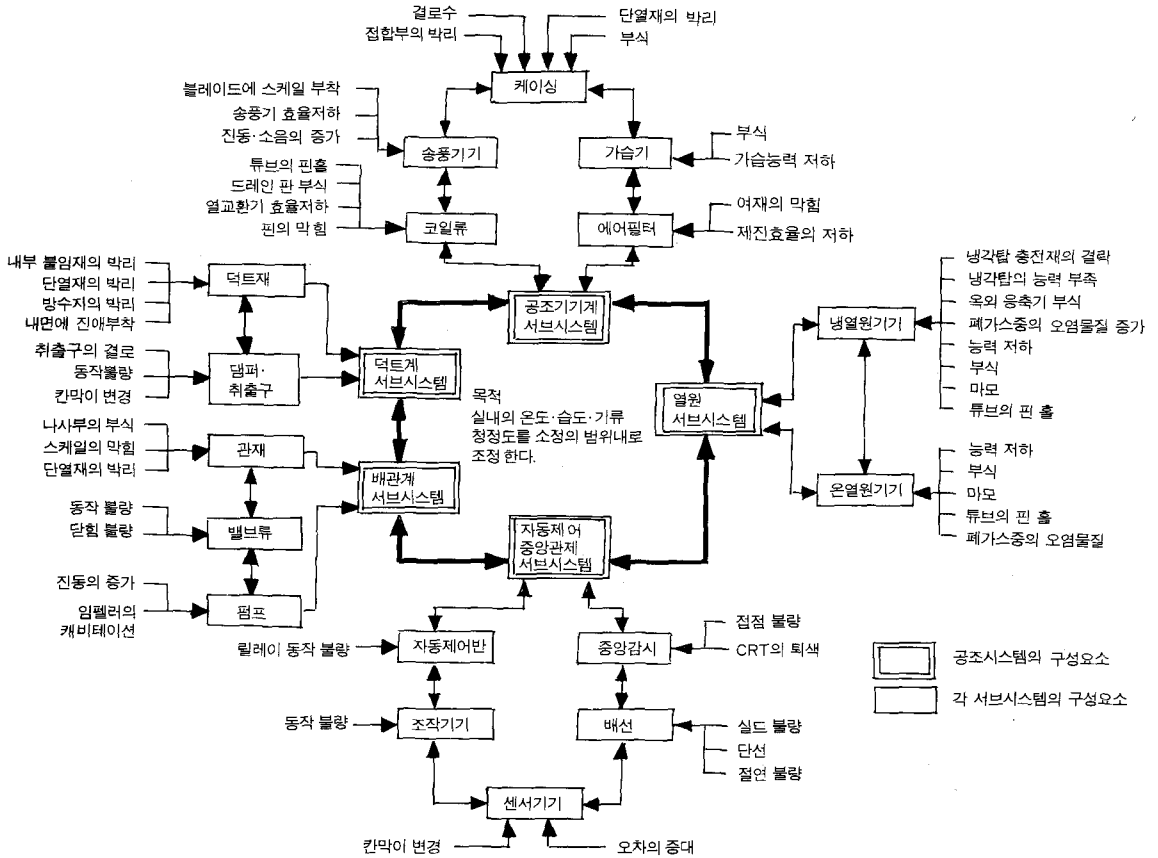 결로수
단열재의 박리
접합부의 박리
부식
케이싱
블레이드에 스케일 부착
송풍기 효율저하
진동·소음의 증가
송풍기기
가습기
부식
가습능력 저하
튜브의 핀홀
드레인 판 부식
열교환기 효율저하
핀의 막힘
코일류
에어필터
여재의 막힘
제진효율의 저하
내부 붙임재의 박리
단열재의 박리
방수지의 박리
내면에 진애부착
덕트재
공조기기계
서브시스템
냉각탑 충전재의 결락
냉각탑의 능력 부족
옥외 응축기 부식
폐가스중의 오염물질 증가
능력 저하
부식
마모
튜브의 핀 홀
냉열원기기
취출구의 결로
동작불량
칸막이 변경
댐퍼·
취출구
덕트계
서브시스템
목적
실내의 온도·습도·기류
청정도를 소정의 범위내로
조정 한다.
열원
서브시스템
나사부의 부식
스케일의 막힘
단열재의 박리
관재
배관계
서브시스템
온열원기기
능력 저하
부식
마모
튜브의 핀 홀
폐가스중의 오염물질
동작 불량
닫힘 불량
밸브류
자동제어
중앙관제
서브시스템
진동의 증가
임펠러의
캐비테이션
펌프
릴레이 동작 불량
자동제어반
중앙감시
접점 불량
CRT의 퇴색
공조시스템의 구성요소
각 서브시스템의 구성요소
동작 불량
조작기기
배선
실드 불량
단선
절연 불량
센서기기
칸막이 변경
오차의 증대